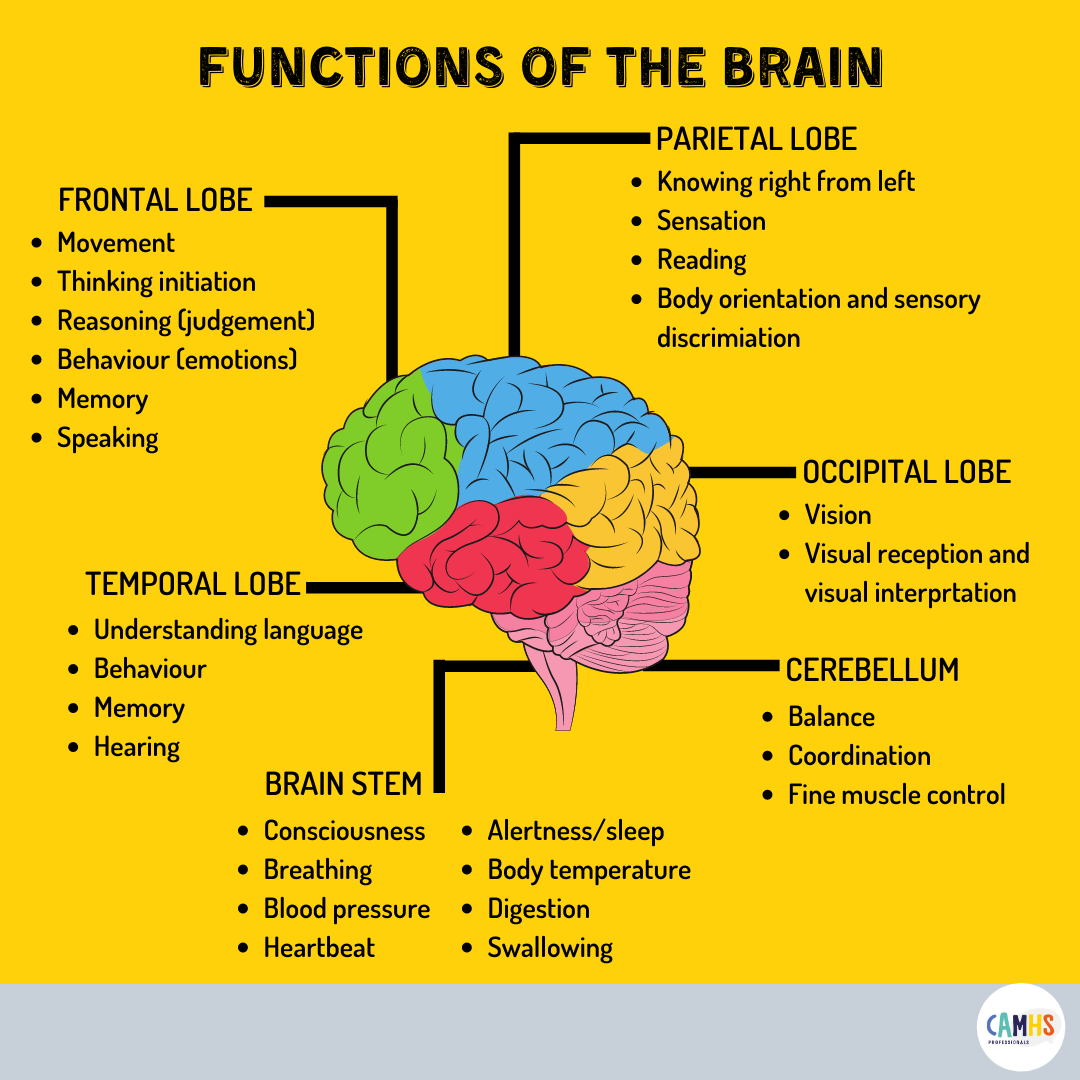 FUNCTIONS OF THE BRAIN
FRONTAL LOBE
Movement
Thinking initiation
Reasoning (judgement)
Behaviour (emotions)
Memory
Speaking
PARIETAL LOBE
Knowing right from left
Sensation
Reading
Body orientation and sensory
discrimiation
OCCIPITAL LOBE
Vision
Visual reception and
visual interprtation
TEMPORAL LOBE
Understanding language
Behaviour
Memory
Hearing
CEREBELLUM
Balance
Coordination
Fine muscle control
BRAIN STEM
Consciousness
Breathing
Blood pressure
Heartbeat
Alertness/sleep
Body temperature
Digestion
Swallowing
CAMHS
PROFESSIONALS